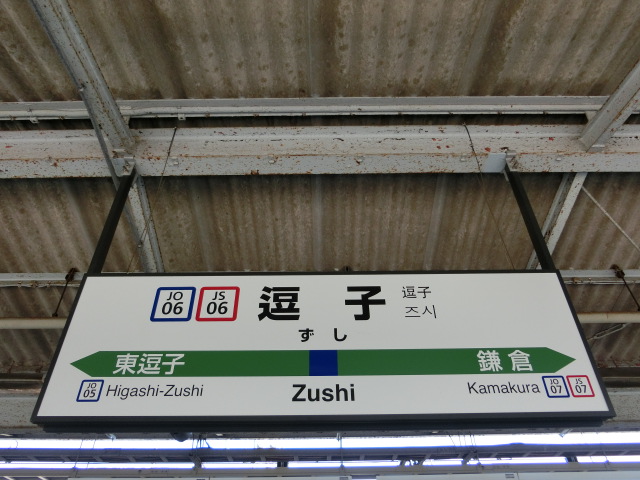 JO 06 JS 06 逗子 逗子
즈시
ずし
東逗子 鎌倉
JO 05 Higashi-Zushi Zushi Kamakura JO 07 JS 07